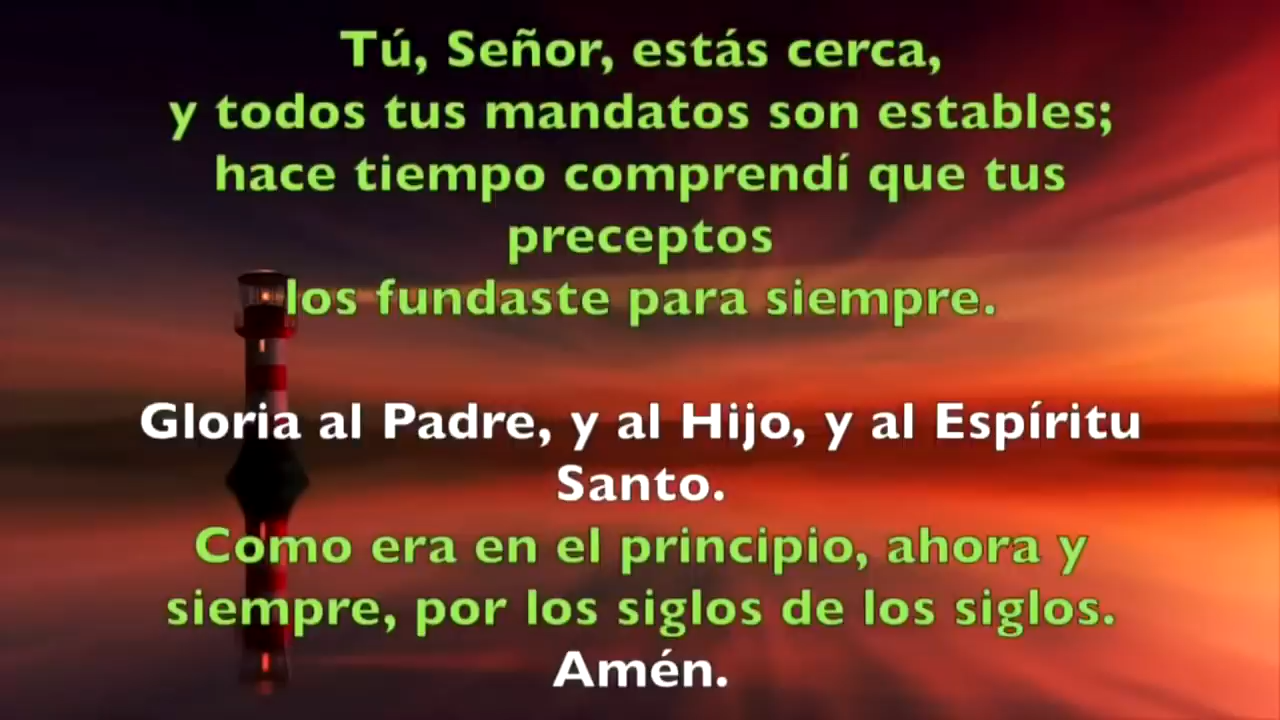 Tú, Señor, estás cerca,
y todos tus mandatos son estables;
hace tiempo comprendí que tus
preceptos
los fundaste para siempre.
Gloria al Padre, y al Hijo, y al Espíritu
Santo.
Como era en el principio, ahora y
siempre, por los siglos de los siglos.
Amén.